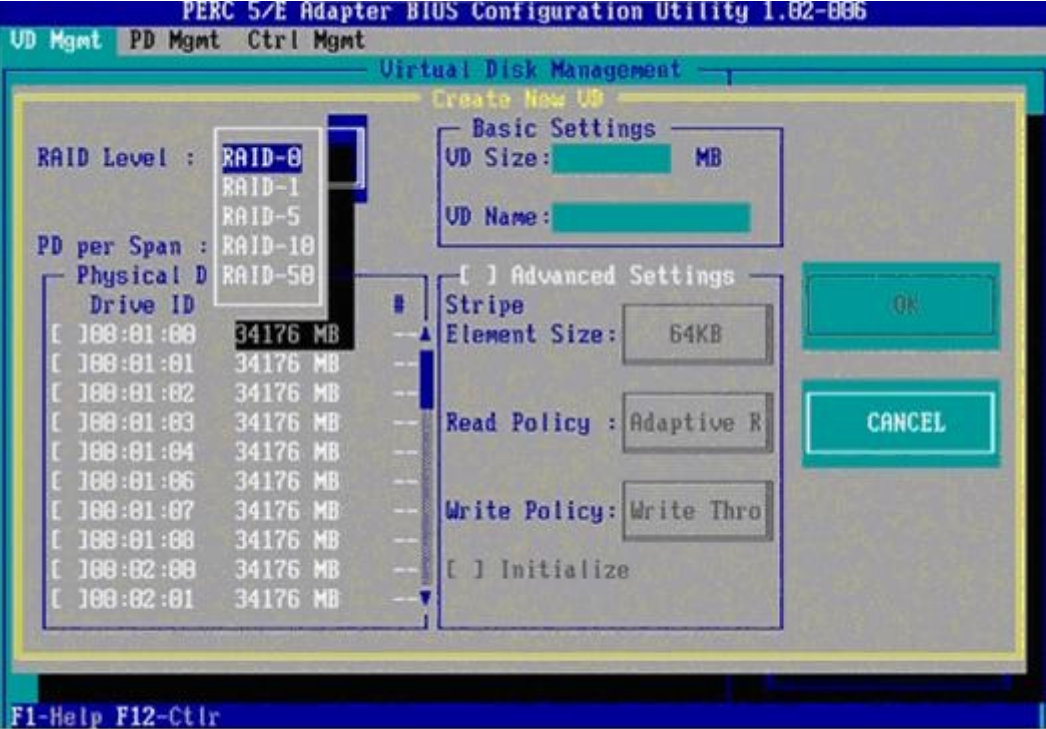 PERC 5/E Adapter BIOS Configuration Utility 1.02-006
VD Mgmt PD Mgmt Ctrl Mgmt
Virtual Disk Management
Create New VD
RAID Level : RAID-0
RAID-1
RAID-5
RAID-10
RAID-50
PD per Span :
Physical D
Drive ID #
[ ]00:01:00 34176 MB --
[ ]00:01:01 34176 MB --
[ ]00:01:02 34176 MB --
[ ]00:01:03 34176 MB --
[ ]00:01:04 34176 MB --
[ ]00:01:06 34176 MB --
[ ]00:01:07 34176 MB --
[ ]00:01:08 34176 MB --
[ ]00:02:00 34176 MB --
[ ]00:02:01 34176 MB --
Basic Settings
VD Size: MB
VD Name:
[ ] Advanced Settings
Stripe
Element Size: 64KB
Read Policy : Adaptive R
Write Policy: Write Thro
[ ] Initialize
OK
CANCEL
F1-Help F12-Ctlr